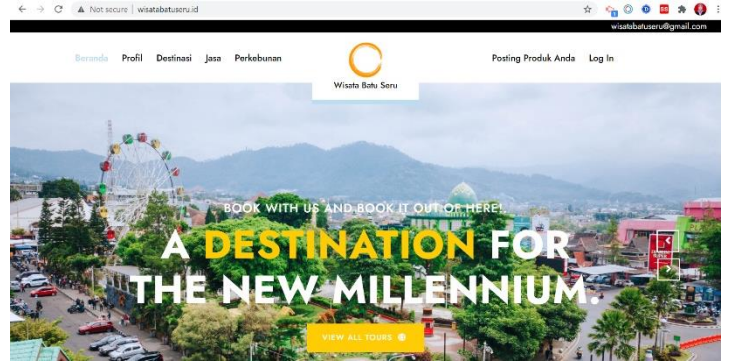 Not secure | wisatabatuseru.id
wisatabatuseru@gmail.com
Beranda Profil Destinasi Jasa Perkebunan
Wisata Batu Seru
Posting Produk Anda Log In
BOOK WITH US AND BOOK IT OUT OF HERE!
A DESTINATION FOR
THE NEW MILLENNIUM.
VIEW ALL TOURS